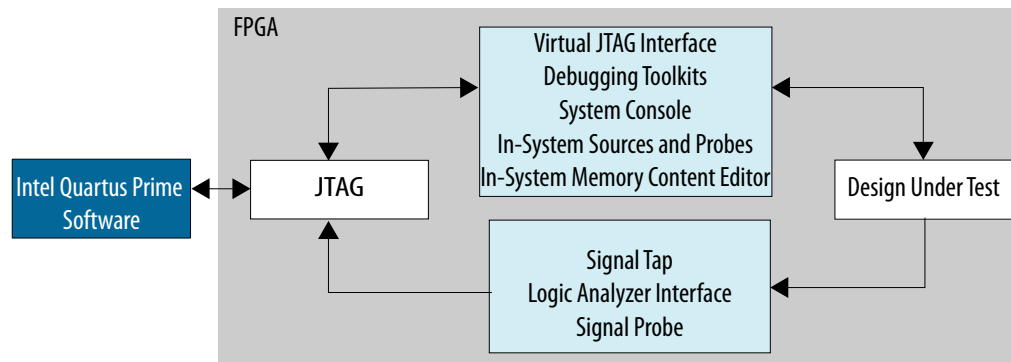 FPGA
Virtual JTAG Interface
Debugging Toolkits
System Console
In-System Sources and Probes
In-System Memory Content Editor
Intel Quartus Prime
Software
JTAG
Design Under Test
Signal Tap
Logic Analyzer Interface
Signal Probe